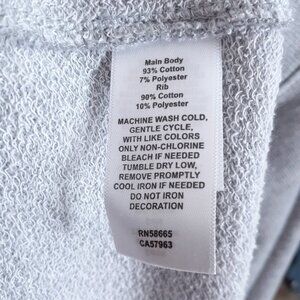 Main Body
93% Cotton
7% Polyester
Rib
90% Cotton
10% Polyester
MACHINE WASH COLD,
GENTLE CYCLE,
WITH LIKE COLORS
ONLY NON-CHLORINE
BLEACH IF NEEDED
TUMBLE DRY LOW,
REMOVE PROMPTLY
COOL IRON IF NEEDED
DO NOT IRON
DECORATION
RN58665
CA57963